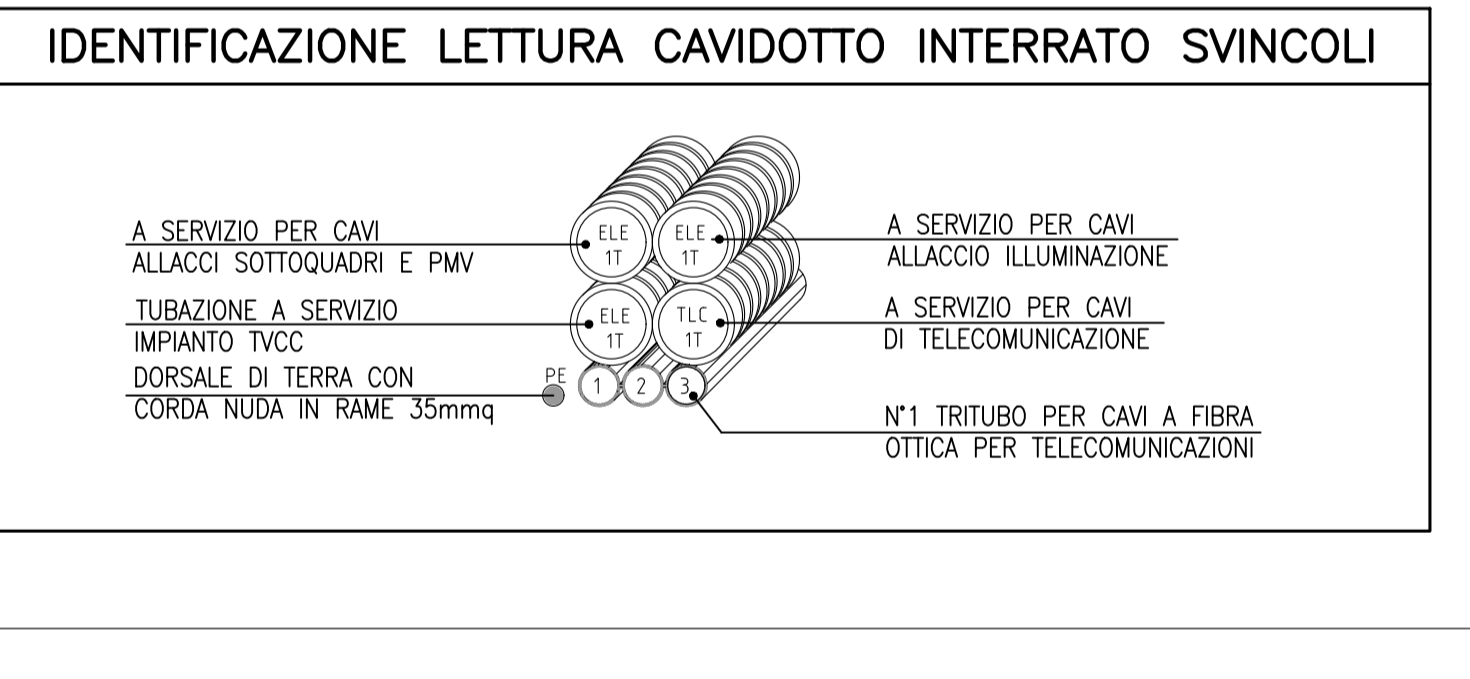 IDENTIFICAZIONE LETTURA CAVIDOTTO INTERRATO SVINCOLI
A SERVIZIO PER CAVI
ALLACCI SOTTOQUADRI E PMV
TUBAZIONE A SERVIZIO
IMPIANTO TVCC
DORSALE DI TERRA CON
CORDA NUDA IN RAME 35mmq
PE
ELE
1T
ELE
1T
ELE
1T
TLC
1T
1
2
3
A SERVIZIO PER CAVI
ALLACCIO ILLUMINAZIONE
A SERVIZIO PER CAVI
DI TELECOMUNICAZIONE
N°1 TRITUBO PER CAVI A FIBRA
OTTICA PER TELECOMUNICAZIONI